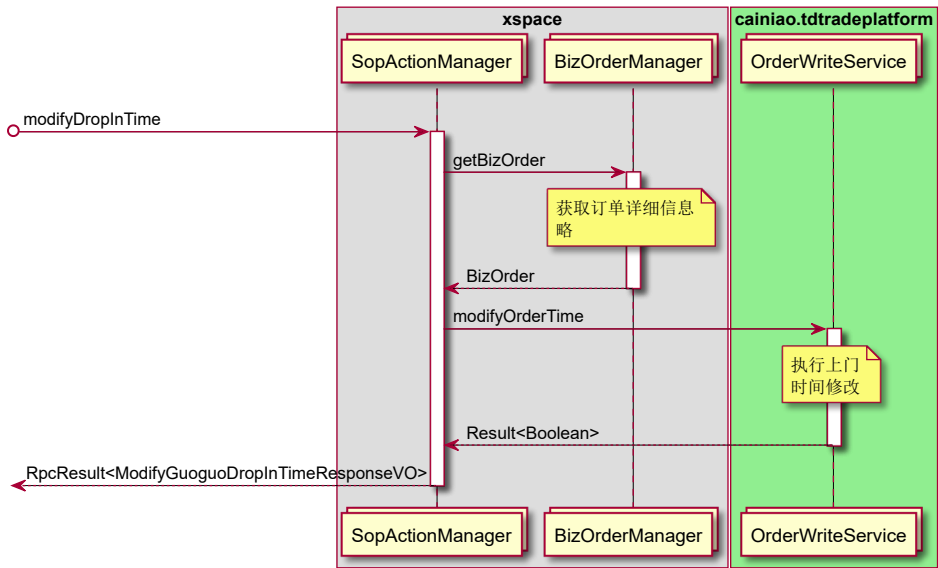 xspace
cainiao.tdtradeplatform
SopActionManager
BizOrderManager
OrderWriteService
modifyDropInTime
getBizOrder
获取订单详细信息
略
BizOrder
modifyOrderTime
执行上门
时间修改
Result<Boolean>
RpcResult<ModifyGuoguoDropInTimeResponseVO>
SopActionManager
BizOrderManager
OrderWriteService